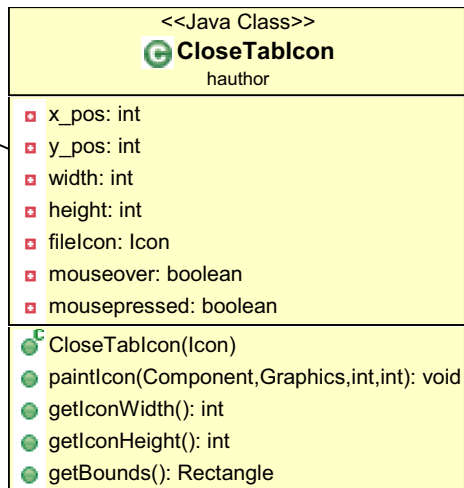 <<Java Class>>
CloseTabIcon
hauthor
x_pos: int
y_pos: int
width: int
height: int
fileIcon: Icon
mouseover: boolean
mousepressed: boolean
CloseTabIcon(Icon)
paintIcon(Component,Graphics,int,int): void
getIconWidth(): int
getIconHeight(): int
getBounds(): Rectangle